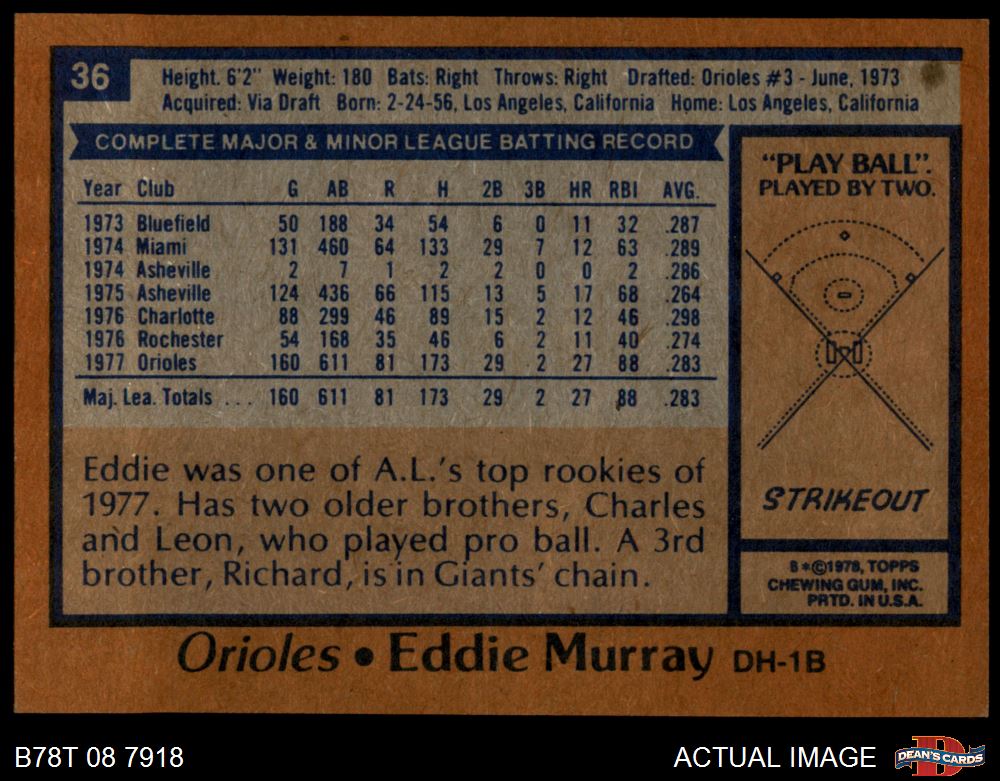 36
Height. 6'2" Weight: 180 Bats: Right Throws: Right Drafted: Orioles #3 - June, 1973
Acquired: Via Draft Born: 2-24-56, Los Angeles, California Home: Los Angeles, California
COMPLETE MAJOR & MINOR LEAGUE BATTING RECORD
Year Club G AB R H 2B 3B HR RBI AVG.
1973 Bluefield 50 188 34 54 6 0 11 32 .287
1974 Miami 131 460 64 133 29 7 12 63 .289
1974 Asheville 2 7 1 2 2 0 0 2 .286
1975 Asheville 124 436 66 115 13 5 17 68 .264
1976 Charlotte 88 299 46 89 15 2 12 46 .298
1976 Rochester 54 168 35 46 6 2 11 40 .274
1977 Orioles 160 611 81 173 29 2 27 88 .283
Maj. Lea. Totals . . . 160 611 81 173 29 2 27 88 .283
Eddie was one of A.L.'s top rookies of
1977. Has two older brothers, Charles
and Leon, who played pro ball. A 3rd
brother, Richard, is in Giants' chain.
"PLAY BALL".
PLAYED BY TWO.
STRIKEOUT
B*©1978, TOPPS
CHEWING GUM, INC.
PRTD. IN U.S.A.
Orioles • Eddie Murray DH-1B
B78T 08 7918
ACTUAL IMAGE
D
DEAN'S CARDS